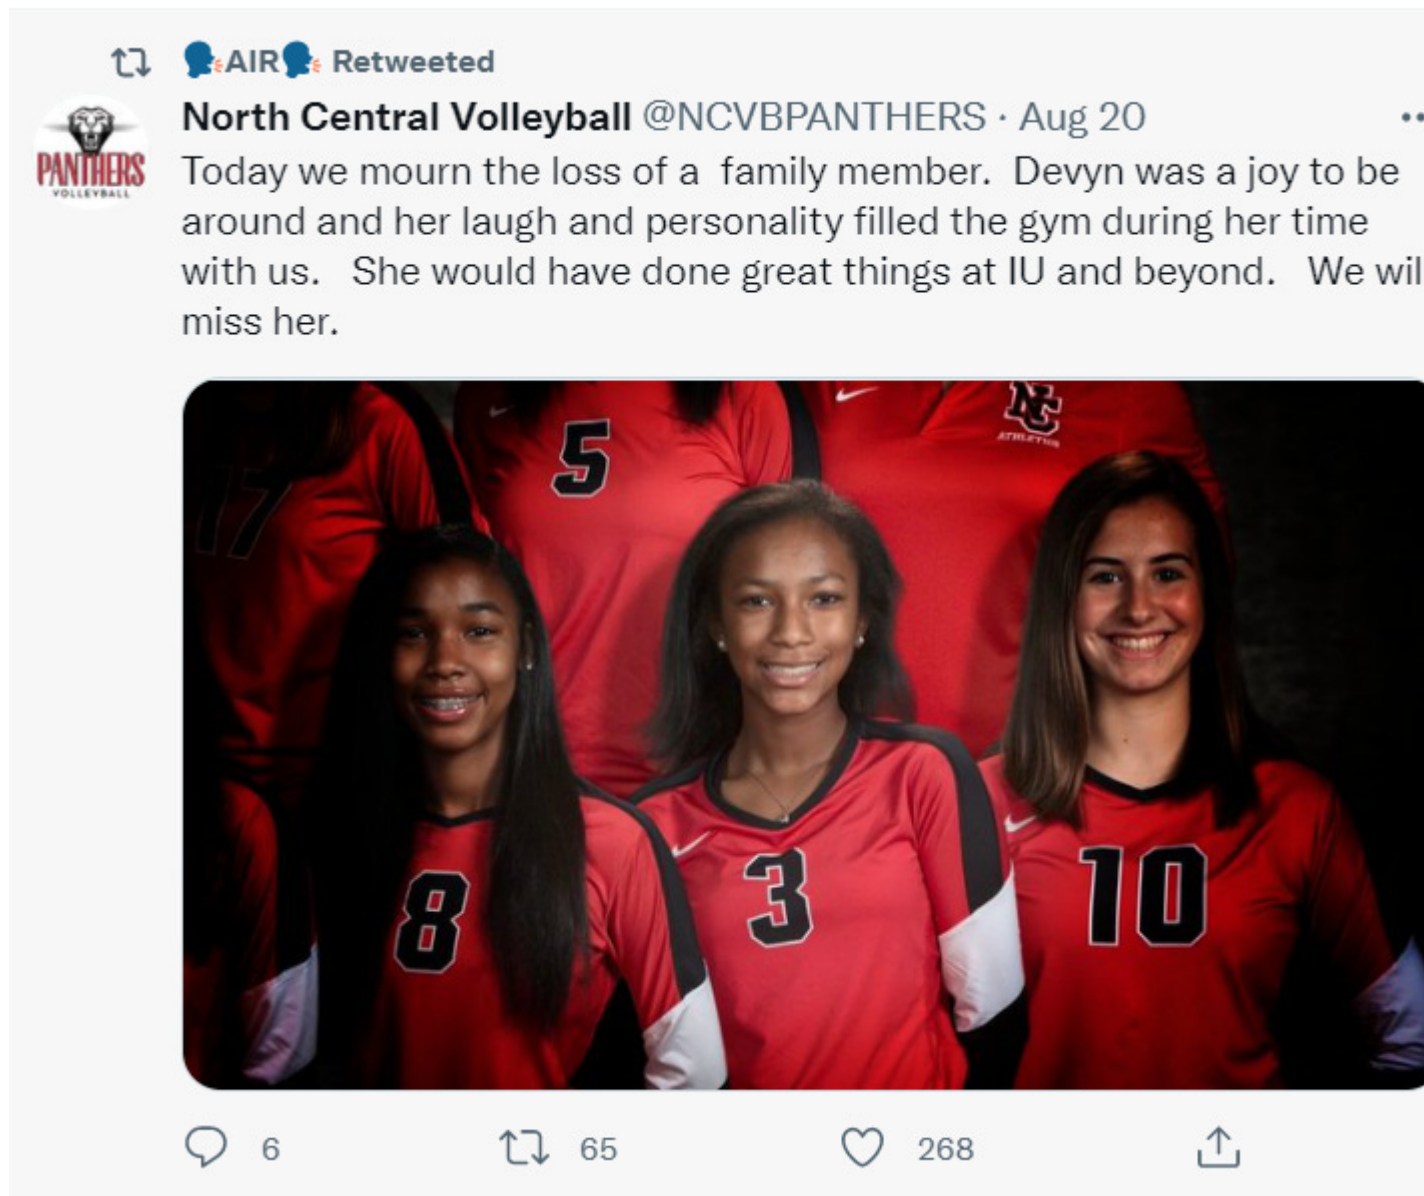 AIR Retweeted
North Central Volleyball @NCVBPANTHERS · Aug 20
PANTHERS
VOLLEYBALL
Today we mourn the loss of a family member. Devyn was a joy to be
around and her laugh and personality filled the gym during her time
with us. She would have done great things at IU and beyond. We wil
miss her.
NC
ATHLETICS
5
17
8
3
10
6
65
268